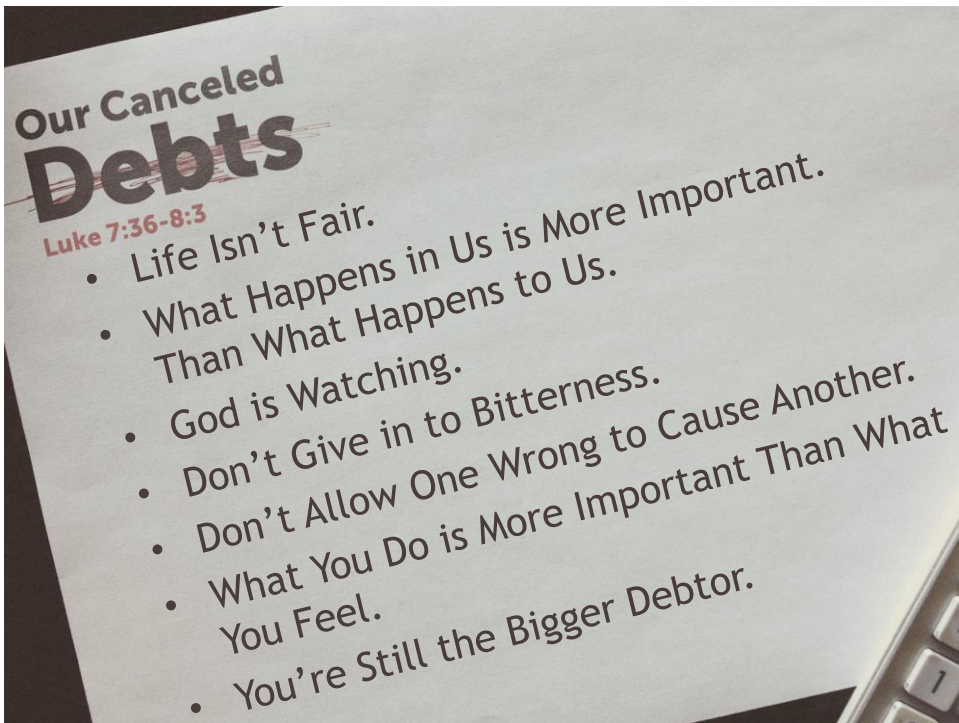 Our Canceled
Debts
Luke 7:36-8:3
• Life Isn't Fair.
• What Happens in Us is More Important.
Than What Happens to Us.
• God is Watching.
• Don't Give in to Bitterness.
• Don't Allow One Wrong to Cause Another.
• What You Do is More Important Than What
You Feel.
• You're Still the Bigger Debtor.
1